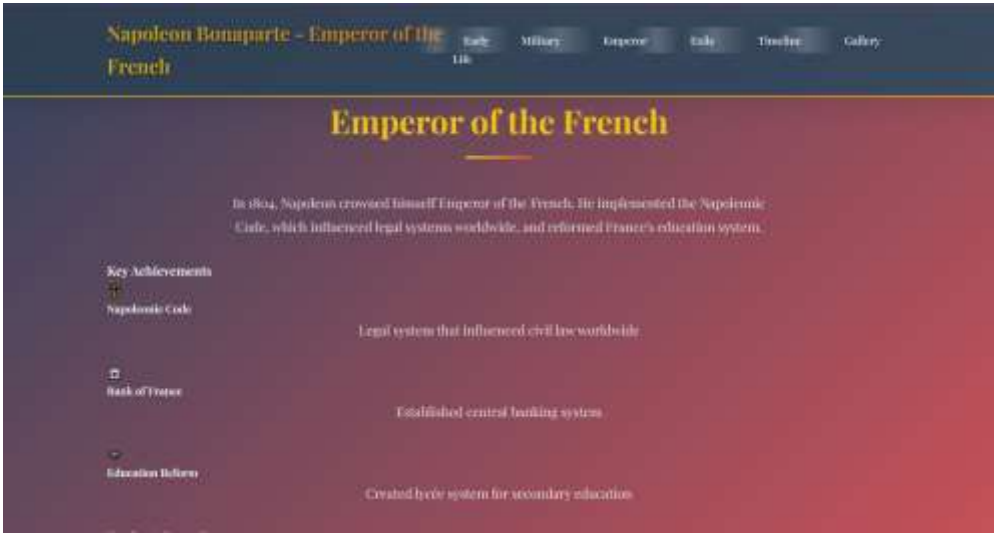 Napoleon Bonaparte - Emperor of the
French
Early
Life
Military
Emperor
Exile
Timeline
Gallery
Emperor of the French
In 1804, Napoleon crowned himself Emperor of the French. He implemented the Napoleonic
Code, which influenced legal systems worldwide, and reformed France's education system.
Key Achievements
Napoleonic Code
Legal system that influenced civil law worldwide
Bank of France
Established central banking system
Education Reform
Created lycée system for secondary education